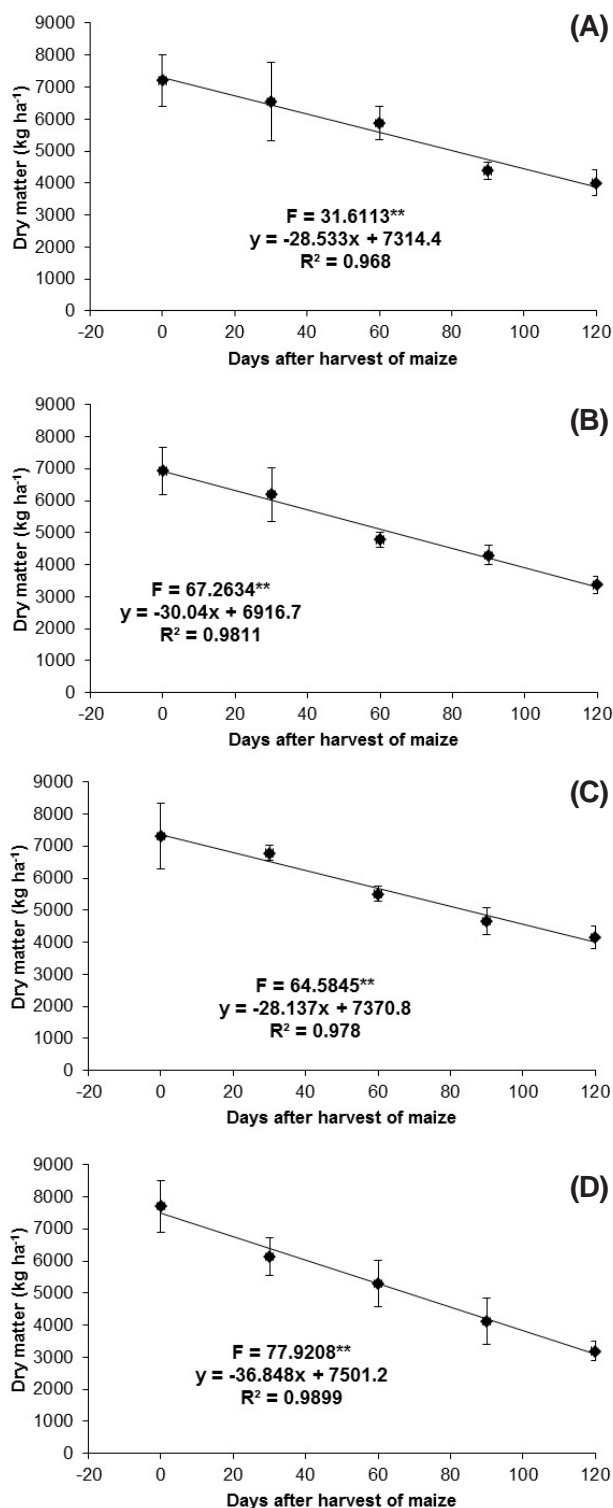 (A)
Dry matter (kg ha-1)
9000
8000
7000
6000
5000
4000
3000
2000
1000
0
F = 31.6113**
y = -28.533x + 7314.4
R² = 0.968
-20 0 20 40 60 80 100 120
Days after harvest of maize
(B)
Dry matter (kg ha-1)
9000
8000
7000
6000
5000
4000
3000
2000
1000
0
F = 67.2634**
y = -30.04x + 6916.7
R² = 0.9811
-20 0 20 40 60 80 100 120
Days after harvest of maize
(C)
Dry matter (kg ha-1)
9000
8000
7000
6000
5000
4000
3000
2000
1000
0
F = 64.5845**
y = -28.137x + 7370.8
R² = 0.978
-20 0 20 40 60 80 100 120
Days after harvest of maize
(D)
Dry matter (kg ha-1)
9000
8000
7000
6000
5000
4000
3000
2000
1000
0
F = 77.9208**
y = -36.848x + 7501.2
R² = 0.9899
-20 0 20 40 60 80 100 120
Days after harvest of maize